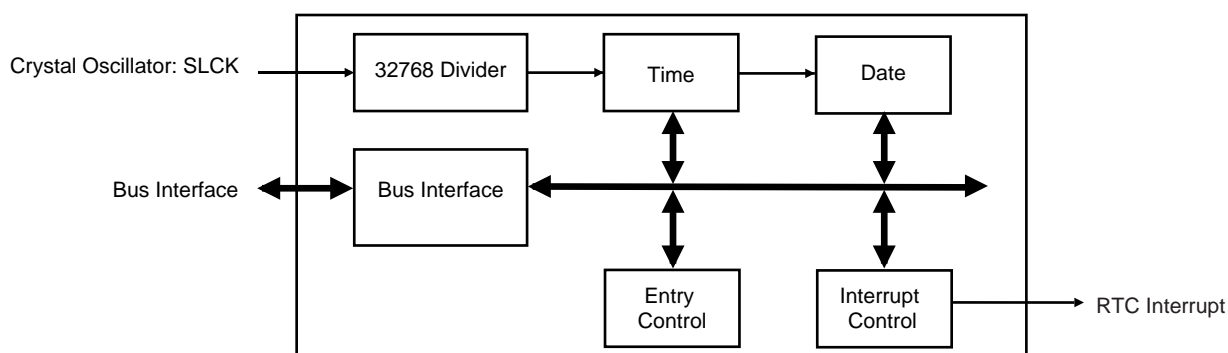 Crystal Oscillator: SLCK
32768 Divider
Time
Date
Bus Interface
Bus Interface
Entry
Control
Interrupt
Control
RTC Interrupt